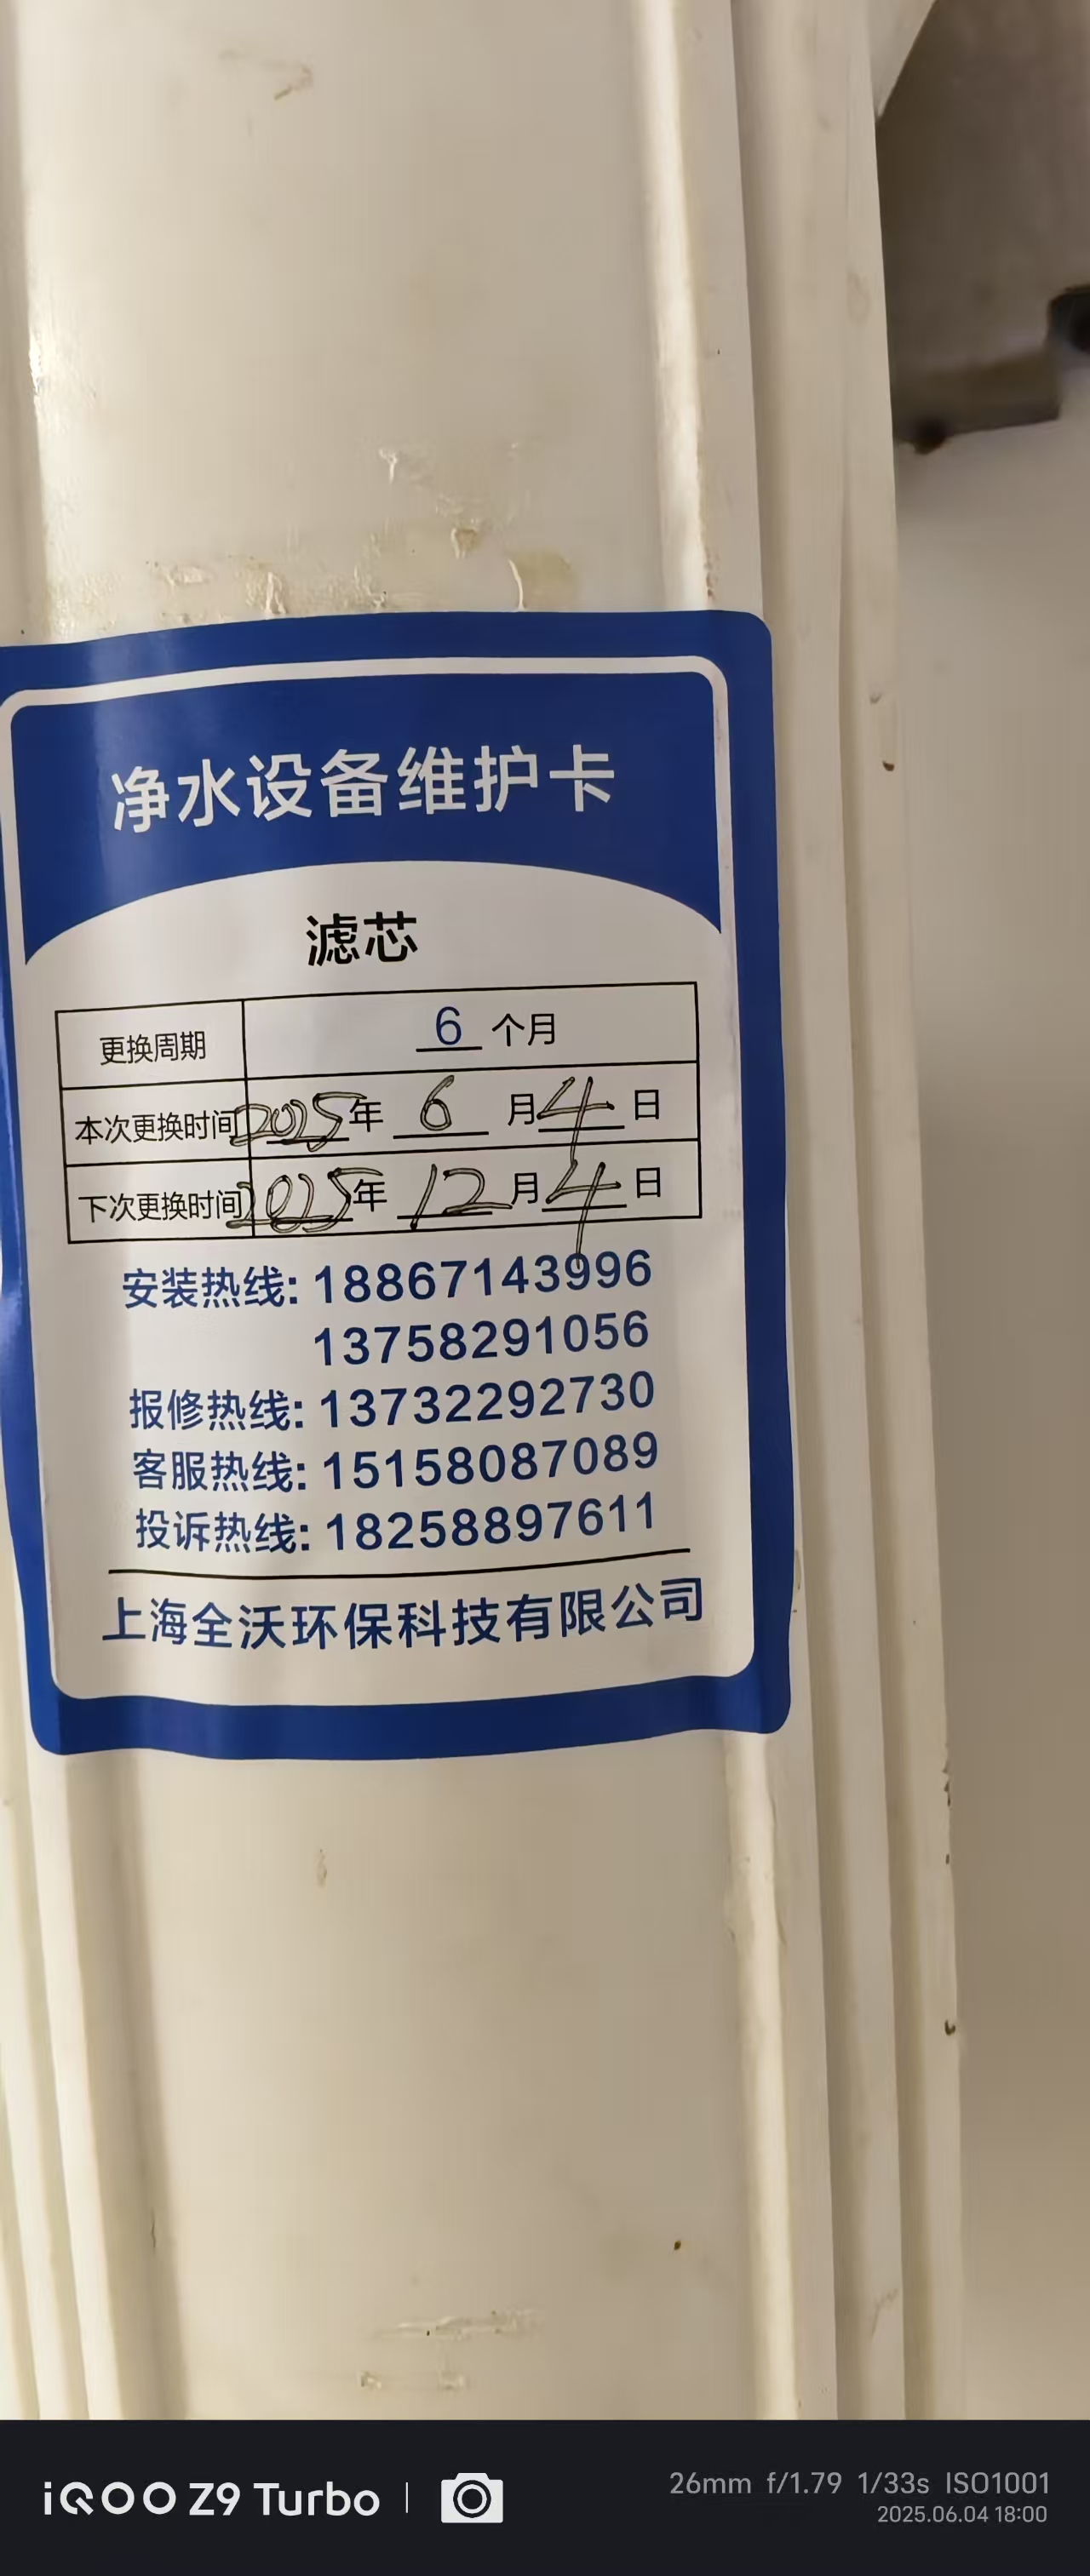 净水设备维护卡
滤芯
更换周期 6 个月
本次更换时间 2025年 6 月 4 日
下次更换时间 2025年 12 月 4 日
安装热线: 18867143996
13758291056
报修热线: 13732292730
客服热线: 15158087089
投诉热线: 18258897611
上海全沃环保科技有限公司
iQOO Z9 Turbo
26mm f/1.79 1/33s ISO1001
2025.06.04 18:00